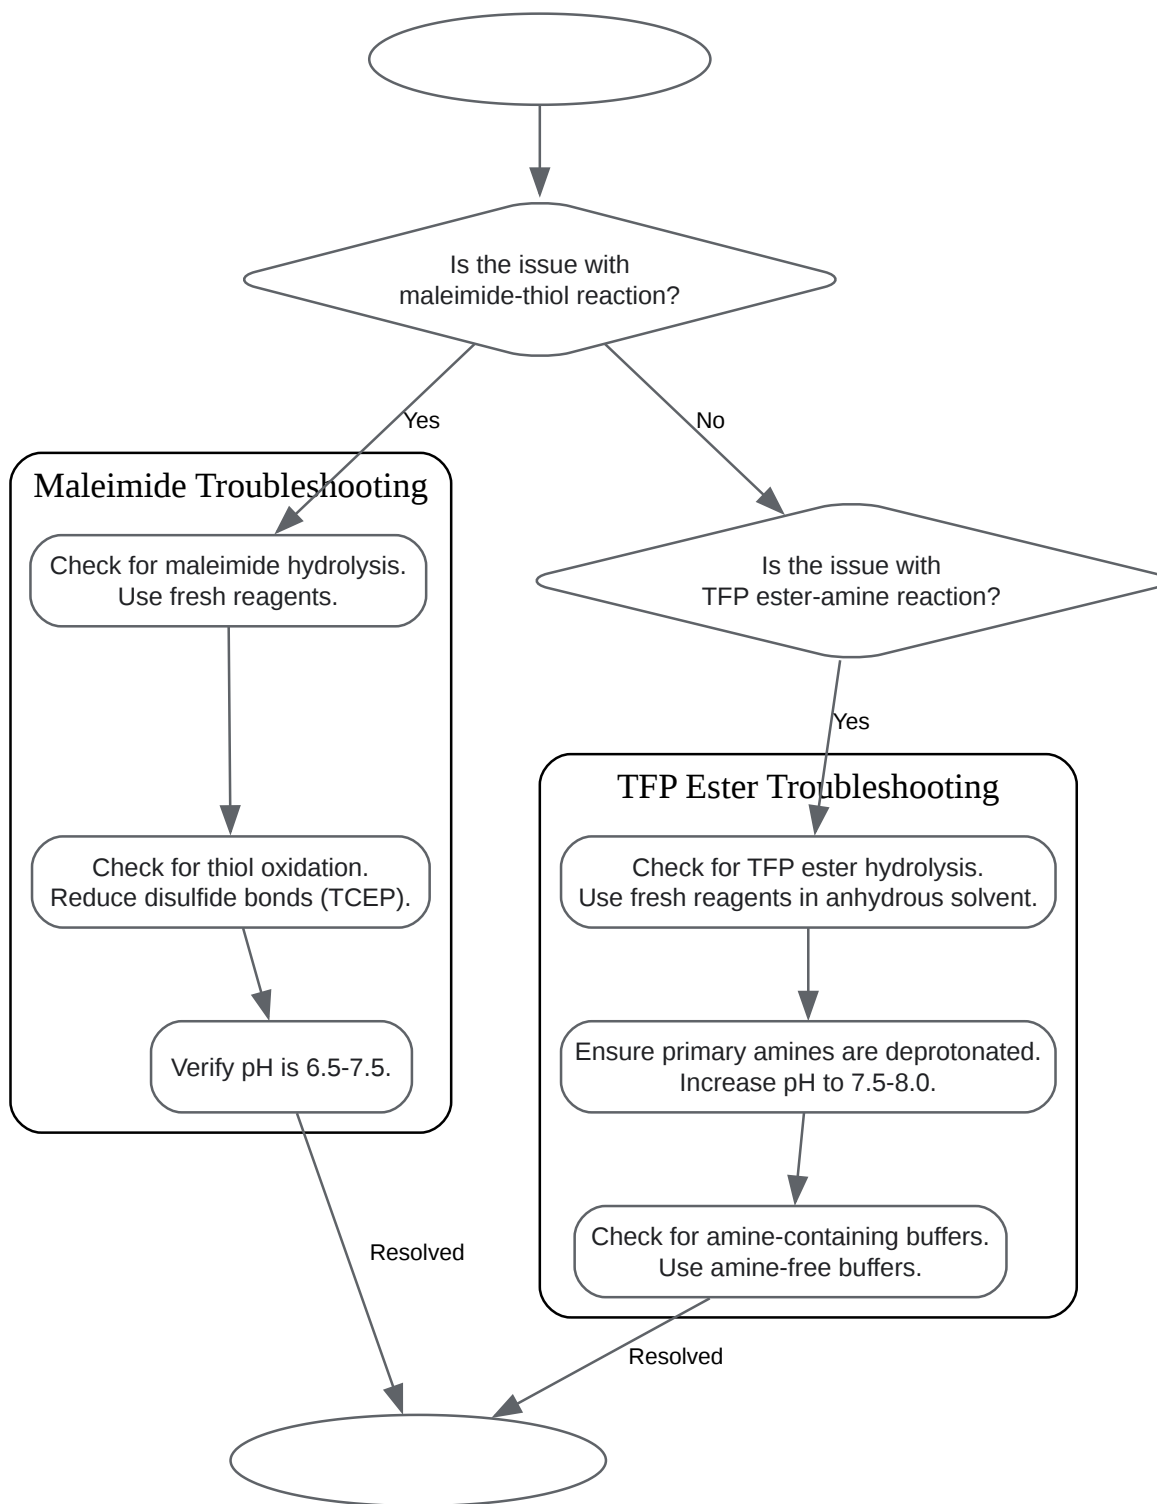 Is the issue with
maleimide-thiol reaction?
Yes
No
Maleimide Troubleshooting
Check for maleimide hydrolysis.
Use fresh reagents.
Check for thiol oxidation.
Reduce disulfide bonds (TCEP).
Verify pH is 6.5-7.5.
Resolved
Is the issue with
TFP ester-amine reaction?
Yes
TFP Ester Troubleshooting
Check for TFP ester hydrolysis.
Use fresh reagents in anhydrous solvent.
Ensure primary amines are deprotonated.
Increase pH to 7.5-8.0.
Check for amine-containing buffers.
Use amine-free buffers.
Resolved